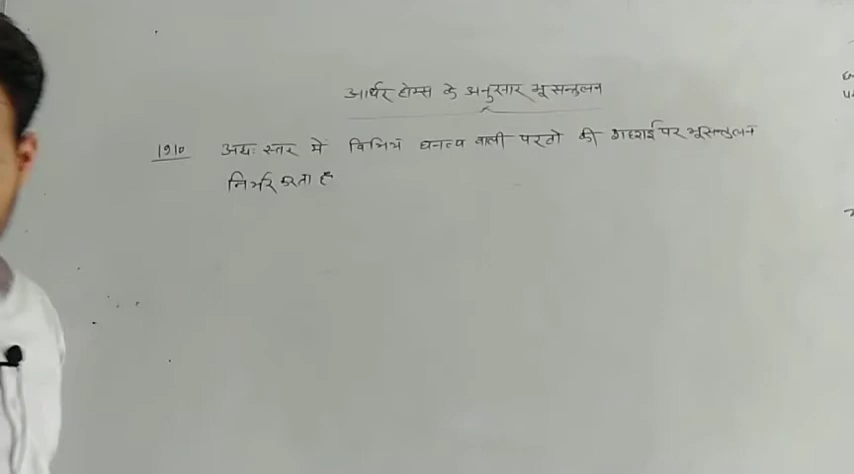 आर्थर होम्स के अनुसार भू सन्तुलन
1910 अधः स्तर में विभिन्न घनत्व वाली परतो की गहराई पर भूसन्तुलन
निर्भर करता है